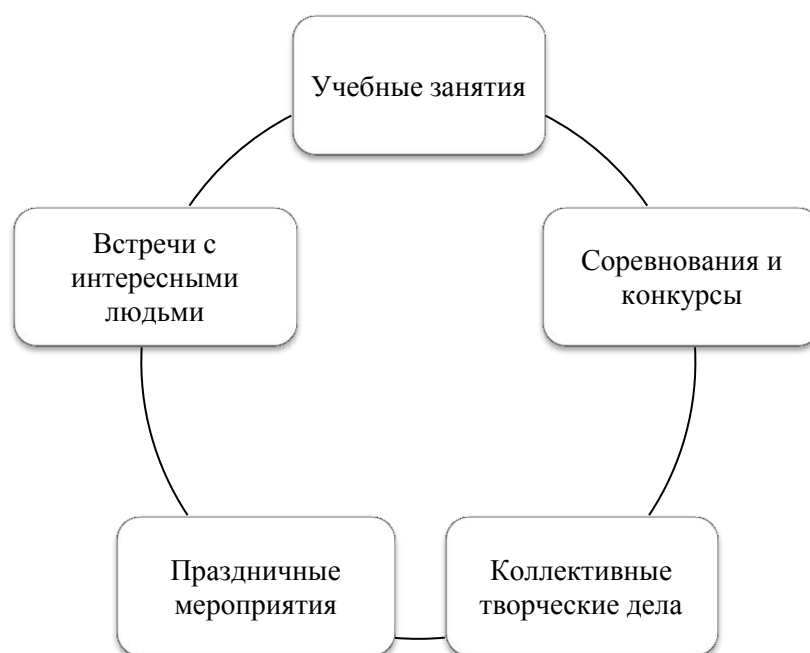 Учебные занятия
Встречи с
интересными
людьми
Соревнования и
конкурсы
Праздничные
мероприятия
Коллективные
творческие дела